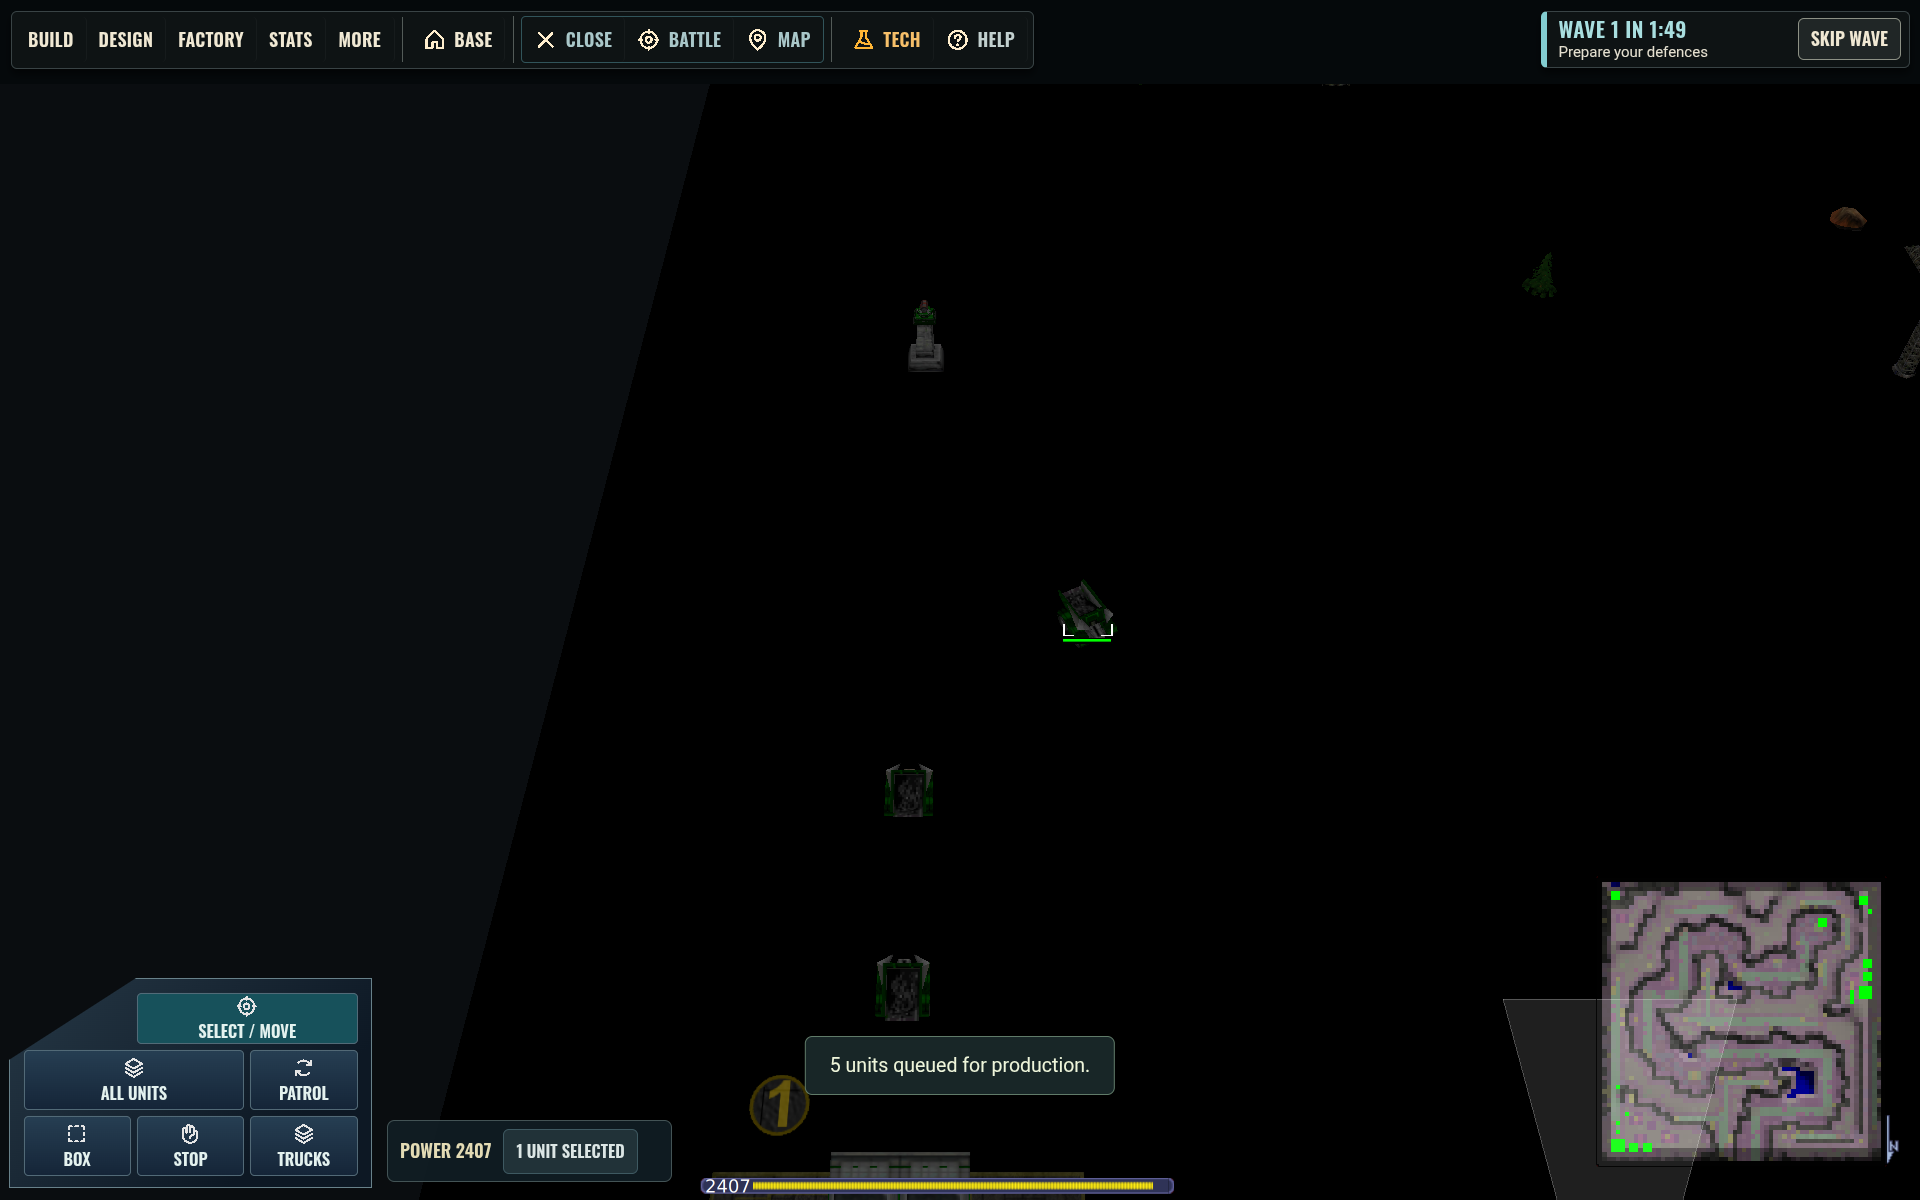 BUILD DESIGN FACTORY STATS MORE BASE CLOSE BATTLE MAP TECH HELP
WAVE 1 IN 1:49
Prepare your defences
SKIP WAVE
5 units queued for production.
1
SELECT / MOVE
ALL UNITS PATROL
BOX STOP TRUCKS
POWER 2407 1 UNIT SELECTED
2407
N